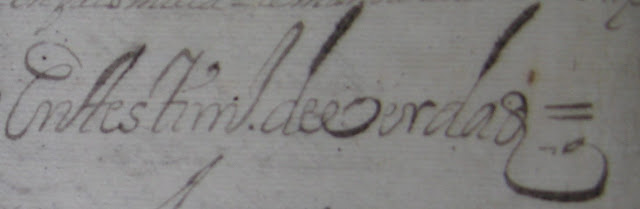 En testim.º de verdad =